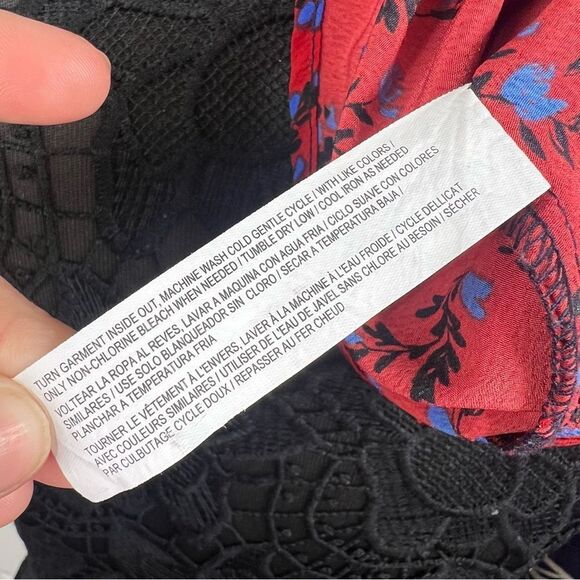 TURN GARMENT INSIDE OUT, MACHINE WASH COLD GENTLE CYCLE / WITH LIKE COLORS /
ONLY NON-CHLORINE BLEACH WHEN NEEDED / TUMBLE DRY LOW / COOL IRON AS NEEDED
VOLTEAR LA ROPA AL REVES, LAVAR A MAQUINA CON AGUA FRIA / CICLO SUAVE CON COLORES
SIMILARES / USE SOLO BLANQUEADOR SIN CLORO / SECAR A TEMPERATURA BAJA /
PLANCHAR A TEMPERATURA FRIA
TOURNER LE VÉTEMENT À L'ENVERS, LAVER À LA MACHINE À L'EAU FROIDE / CYCLE DELLICAT
AVEC COULEURS SIMILARES / UTILISER DE L'EAU DE JAVEL SANS CHLORE AU BESOIN / SÉCHER
PAR CULBUTAGE CYCLE DOUX / REPASSER AU FER CHEUD